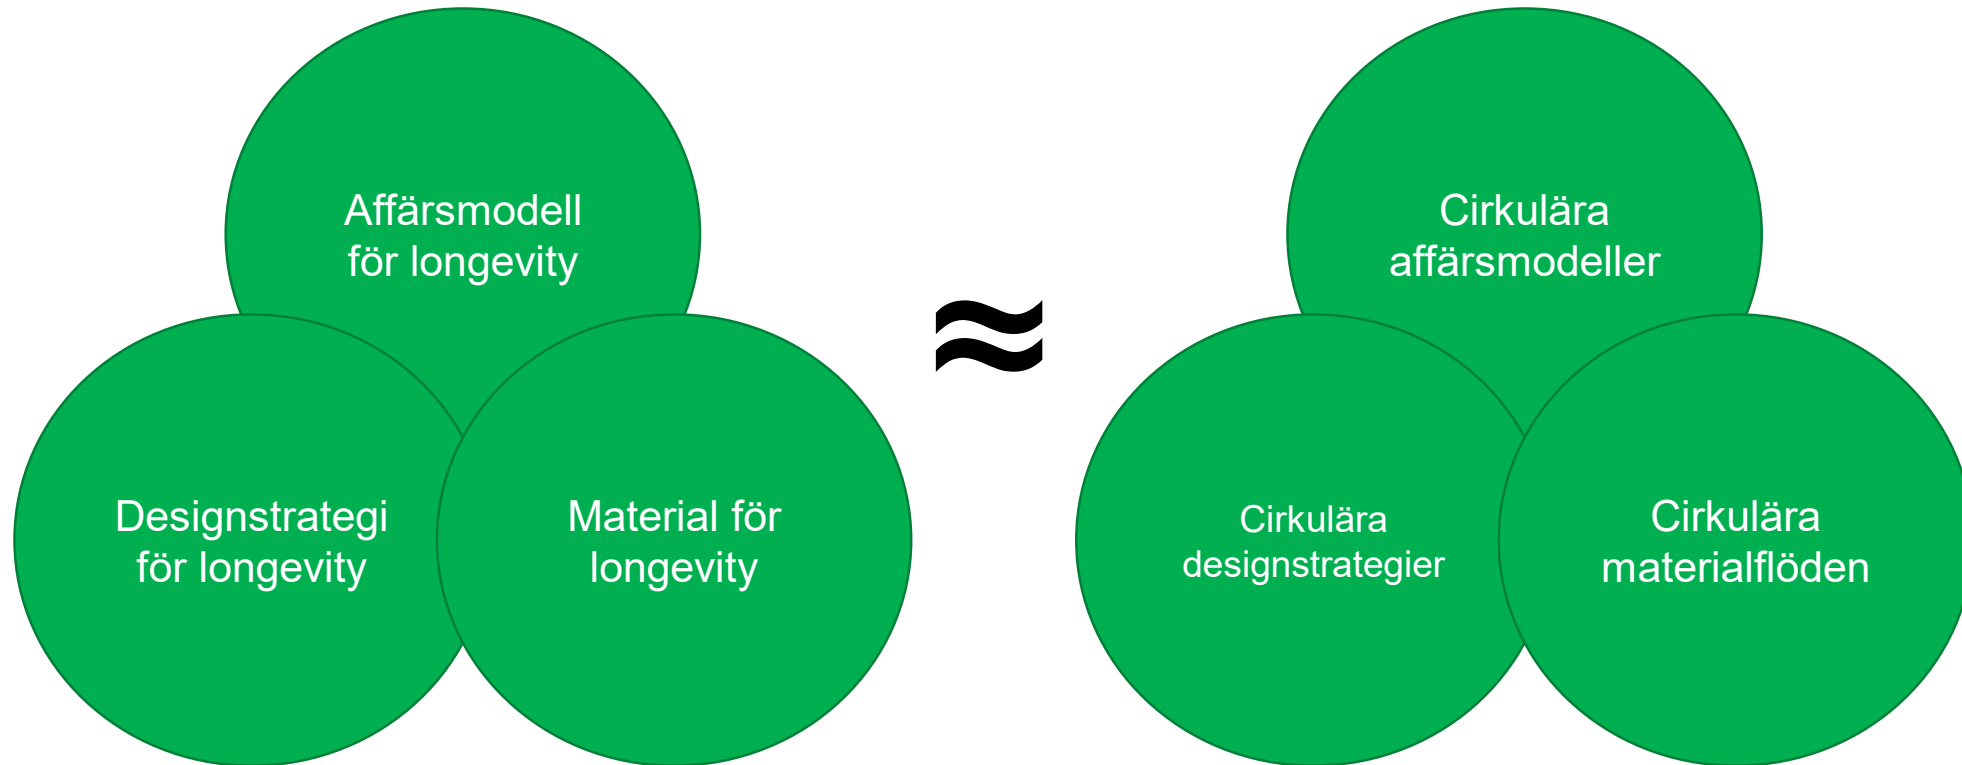 Affärsmodell
för longevity
Designstrategi
för longevity
Material för
longevity
≈
Cirkulära
affärsmodeller
Cirkulära
designstrategier
Cirkulära
materialflöden